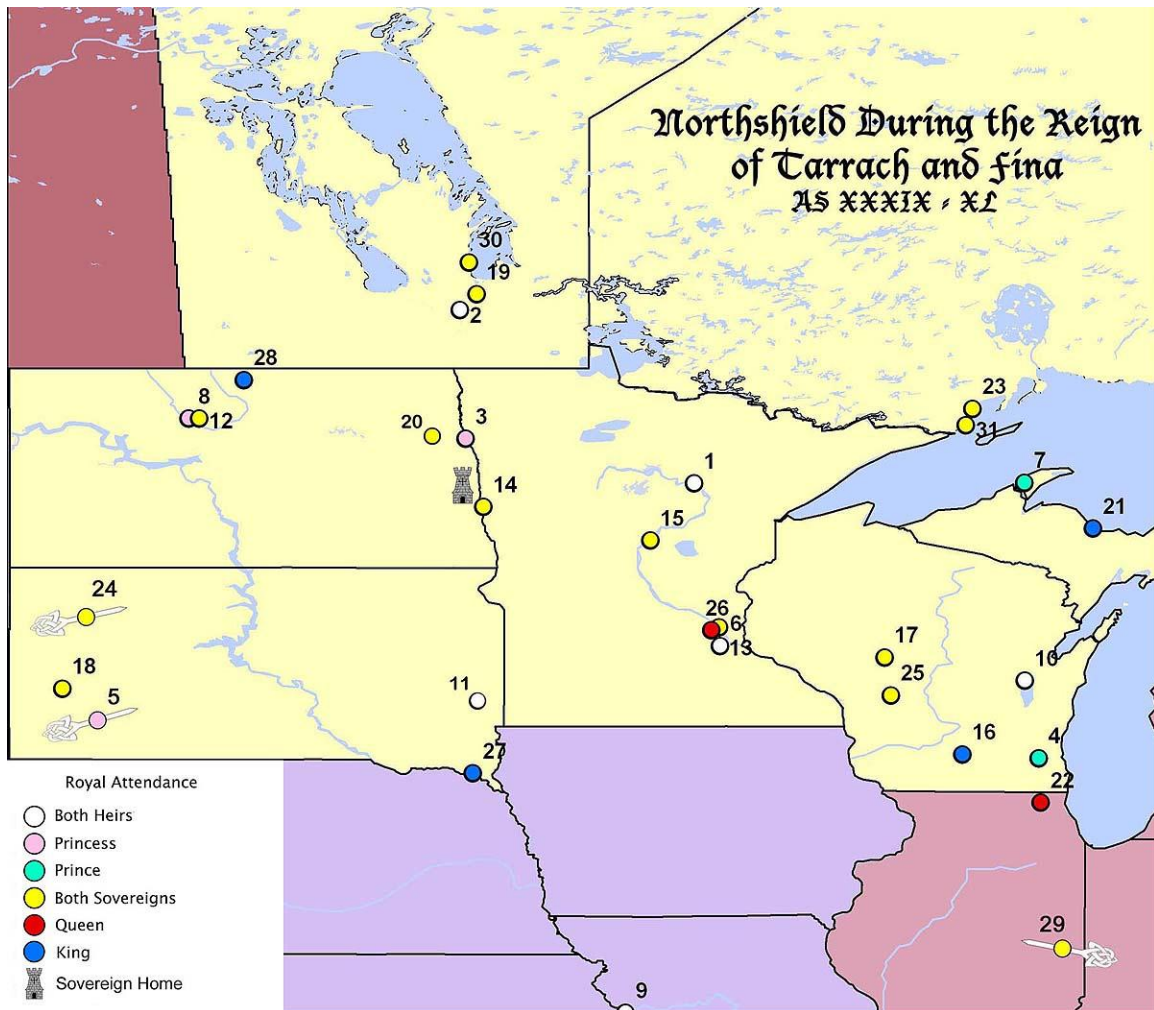 Northshield During the Reign
of Tarrach and Fina
AS XXXIX - XL
30
19
2
28
8
12
20
3
23
31
1
7
14
21
15
24
26
6
13
17
18
25
10
5
11
16
4
27
22
Royal Attendance
Both Heirs
Princess
Prince
Both Sovereigns
Queen
King
Sovereign Home
29
9